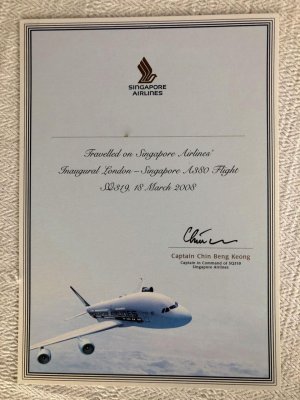 SINGAPORE
AIRLINES
Travelled on Singapore Airlines'
Inaugural London – Singapore A380 Flight
SQ319, 18 March 2008
Captain Chin Beng Keong
Captain in Command of SQ319
Singapore Airlines